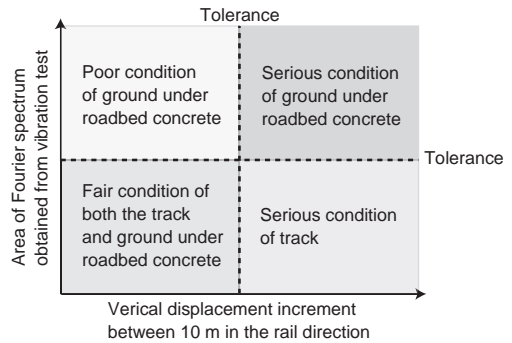 Tolerance
Poor condition
of ground under
roadbed concrete
Serious condition
of ground under
roadbed concrete
Tolerance
Fair condition of
both the track
and ground under
roadbed concrete
Serious condition
of track
Area of Fourier spectrum
obtained from vibration test
Verical displacement increment
between 10 m in the rail direction